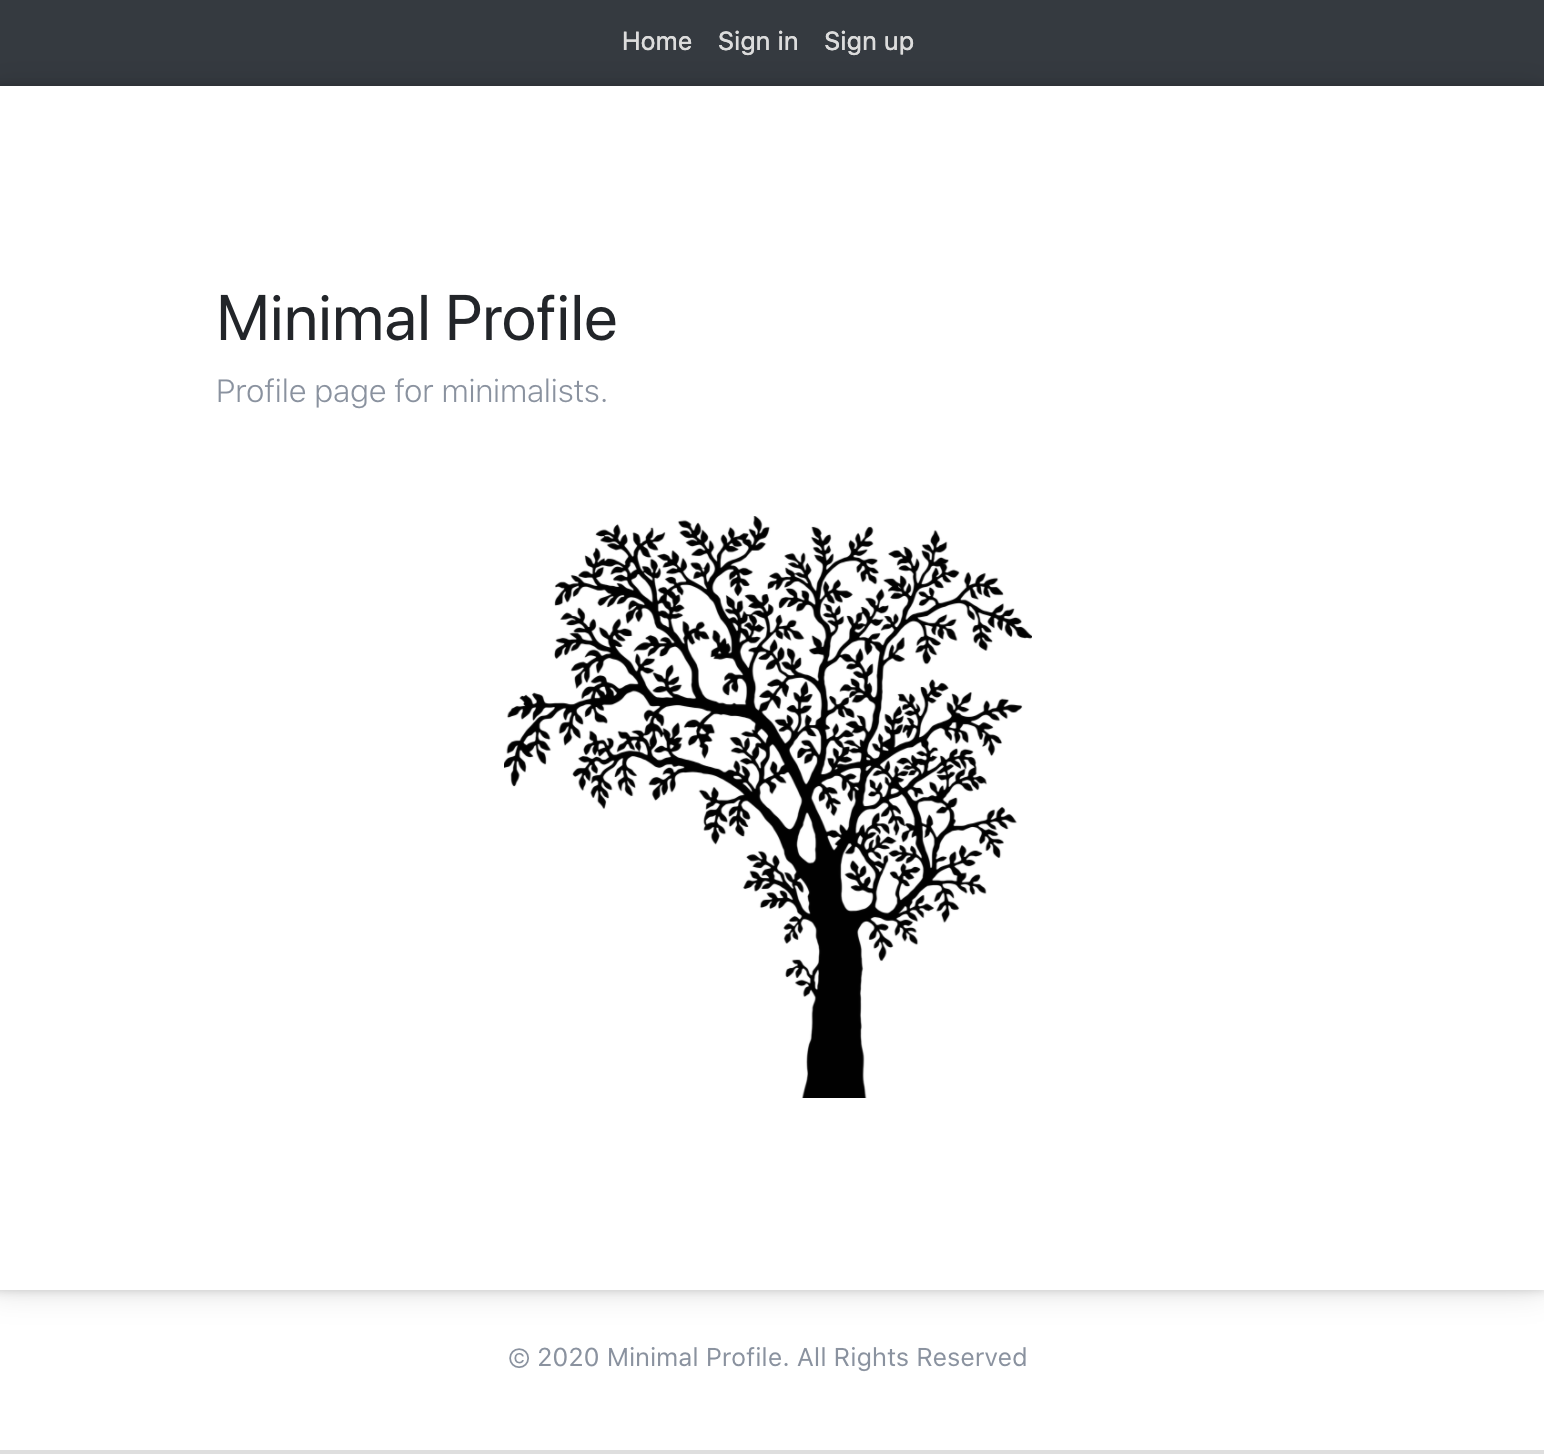 Home Sign in Sign up
Minimal Profile
Profile page for minimalists.
© 2020 Minimal Profile. All Rights Reserved